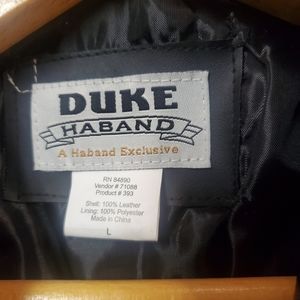 DUKE
HABAND
A Haband Exclusive
RN 84890
Vendor # 71088
Product # 393
Shell: 100% Leather
Lining: 100% Polyester
Made in China
L